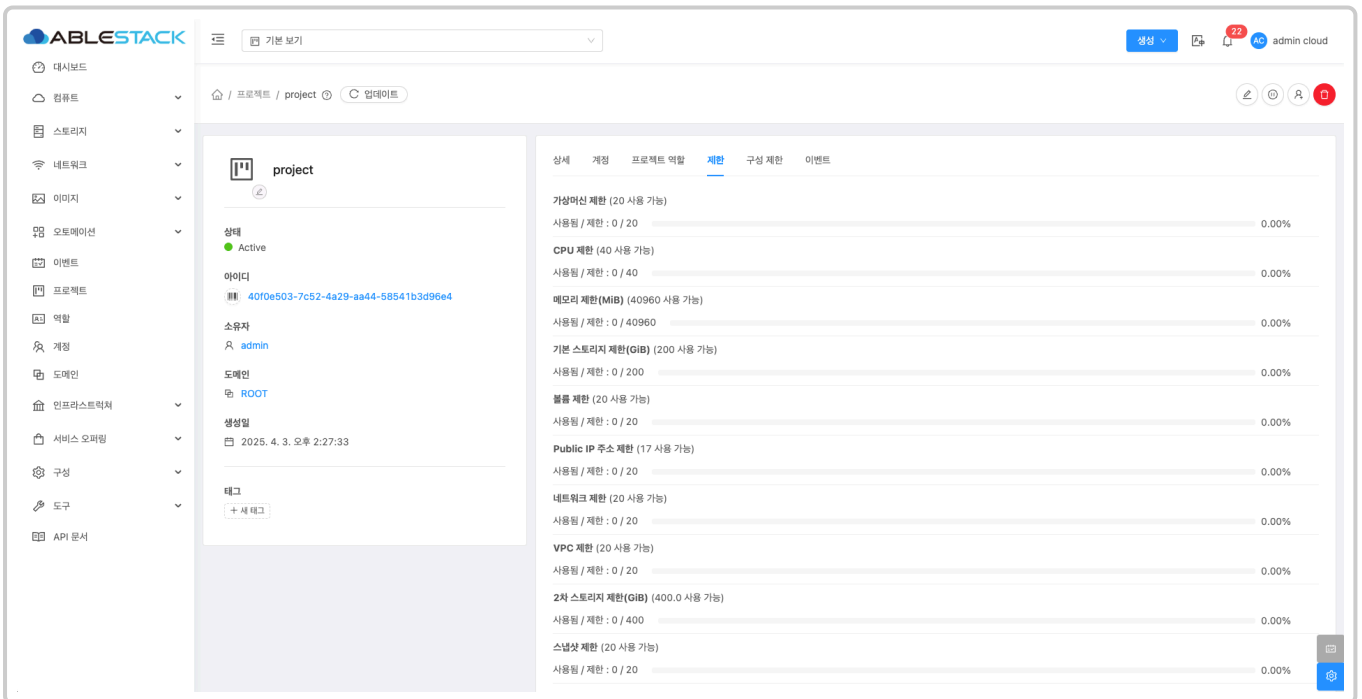 ABLESTACK
기본 보기
생성
22
AC
admin cloud
대시보드
컴퓨트
스토리지
네트워크
이미지
오토메이션
이벤트
프로젝트
역할
계정
도메인
인프라스트럭쳐
서비스 오퍼링
구성
도구
API 문서
/ 프로젝트 / project
업데이트
project
상태
Active
아이디
40f0e503-7c52-4a29-aa44-58541b3d96e4
소유자
admin
도메인
ROOT
생성일
2025. 4. 3. 오후 2:27:33
태그
+ 새 태그
상세 계정 프로젝트 역할 제한 구성 제한 이벤트
가상머신 제한 (20 사용 가능)
사용됨 / 제한 : 0 / 20 0.00%
CPU 제한 (40 사용 가능)
사용됨 / 제한 : 0 / 40 0.00%
메모리 제한(MiB) (40960 사용 가능)
사용됨 / 제한 : 0 / 40960 0.00%
기본 스토리지 제한(GiB) (200 사용 가능)
사용됨 / 제한 : 0 / 200 0.00%
볼륨 제한 (20 사용 가능)
사용됨 / 제한 : 0 / 20 0.00%
Public IP 주소 제한 (17 사용 가능)
사용됨 / 제한 : 0 / 20 0.00%
네트워크 제한 (20 사용 가능)
사용됨 / 제한 : 0 / 20 0.00%
VPC 제한 (20 사용 가능)
사용됨 / 제한 : 0 / 20 0.00%
2차 스토리지 제한(GiB) (400.0 사용 가능)
사용됨 / 제한 : 0 / 400 0.00%
스냅샷 제한 (20 사용 가능)
사용됨 / 제한 : 0 / 20 0.00%